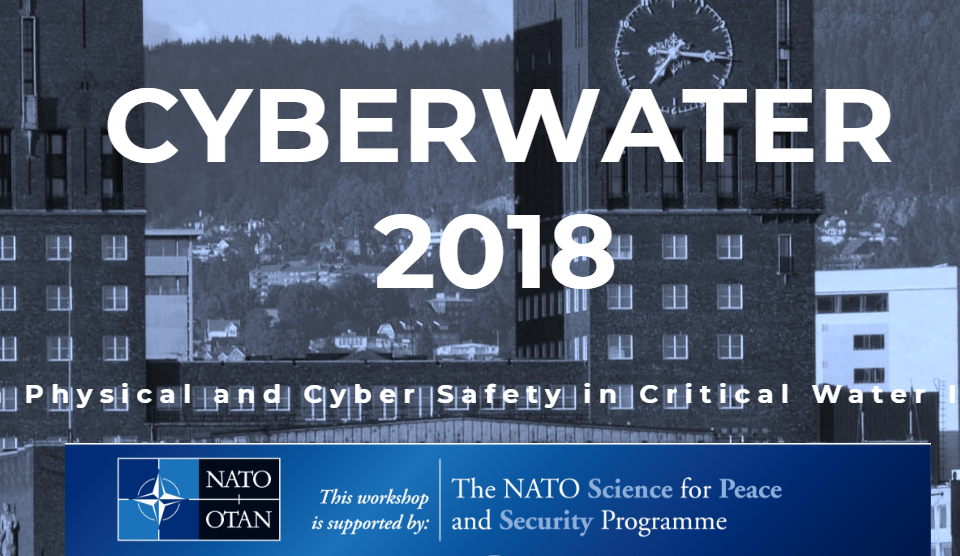 CYBERWATER
2018
Physical and Cyber Safety in Critical Water
NATO
OTAN
This workshop
is supported by:
The NATO Science for Peace
and Security Programme